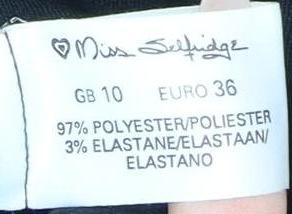 Miss Selfridge
GB 10 EURO 36
97% POLYESTER/POLIESTER
3% ELASTANE/ELASTAAN/
ELASTANO